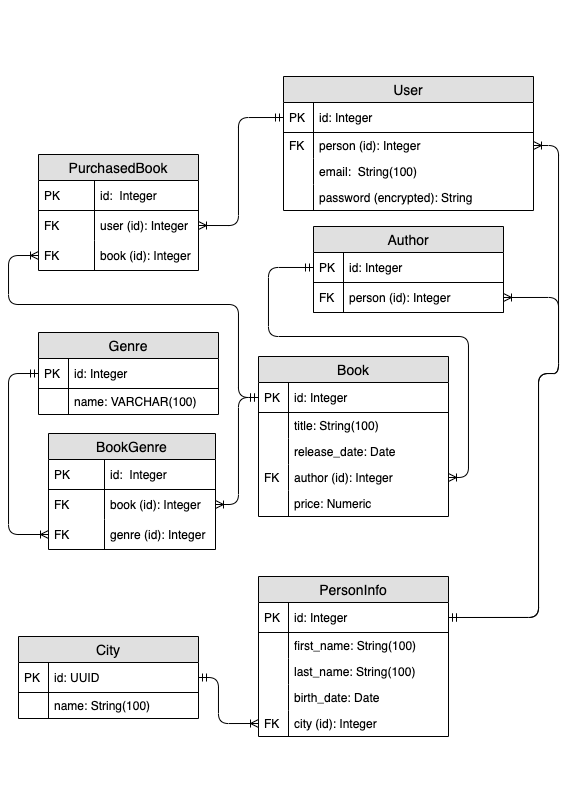 User
PK id: Integer
FK person (id): Integer
email: String(100)
password (encrypted): String
PurchasedBook
PK id: Integer
FK user (id): Integer
FK book (id): Integer
Author
PK id: Integer
FK person (id): Integer
Genre
PK id: Integer
name: VARCHAR(100)
Book
PK id: Integer
title: String(100)
release_date: Date
FK author (id): Integer
price: Numeric
BookGenre
PK id: Integer
FK book (id): Integer
FK genre (id): Integer
PersonInfo
PK id: Integer
first_name: String(100)
last_name: String(100)
birth_date: Date
FK city (id): Integer
City
PK id: UUID
name: String(100)